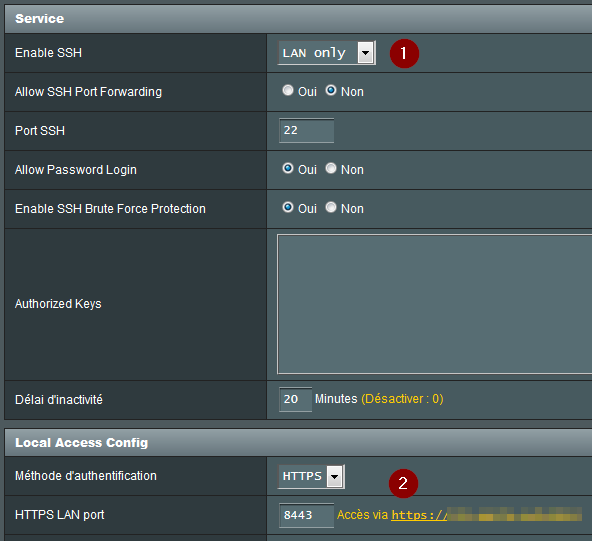 Service
Enable SSH LAN only 1
Allow SSH Port Forwarding Oui Non
Port SSH 22
Allow Password Login Oui Non
Enable SSH Brute Force Protection Oui Non
Authorized Keys
Délai d'inactivité 20 Minutes (Désactiver : 0)
Local Access Config
Méthode d'authentification HTTPS 2
HTTPS LAN port 8443 Accès via https://